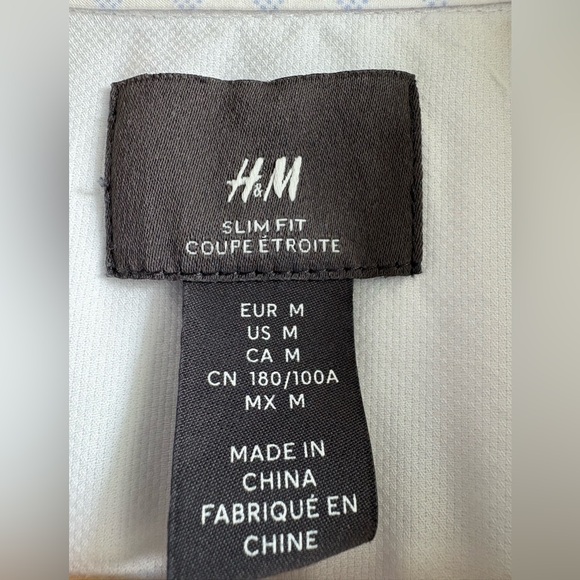 H&M
SLIM FIT
COUPE ÉTROITE
EUR M
US M
CA M
CN 180/100A
MX M
MADE IN
CHINA
FABRIQUÉ EN
CHINE